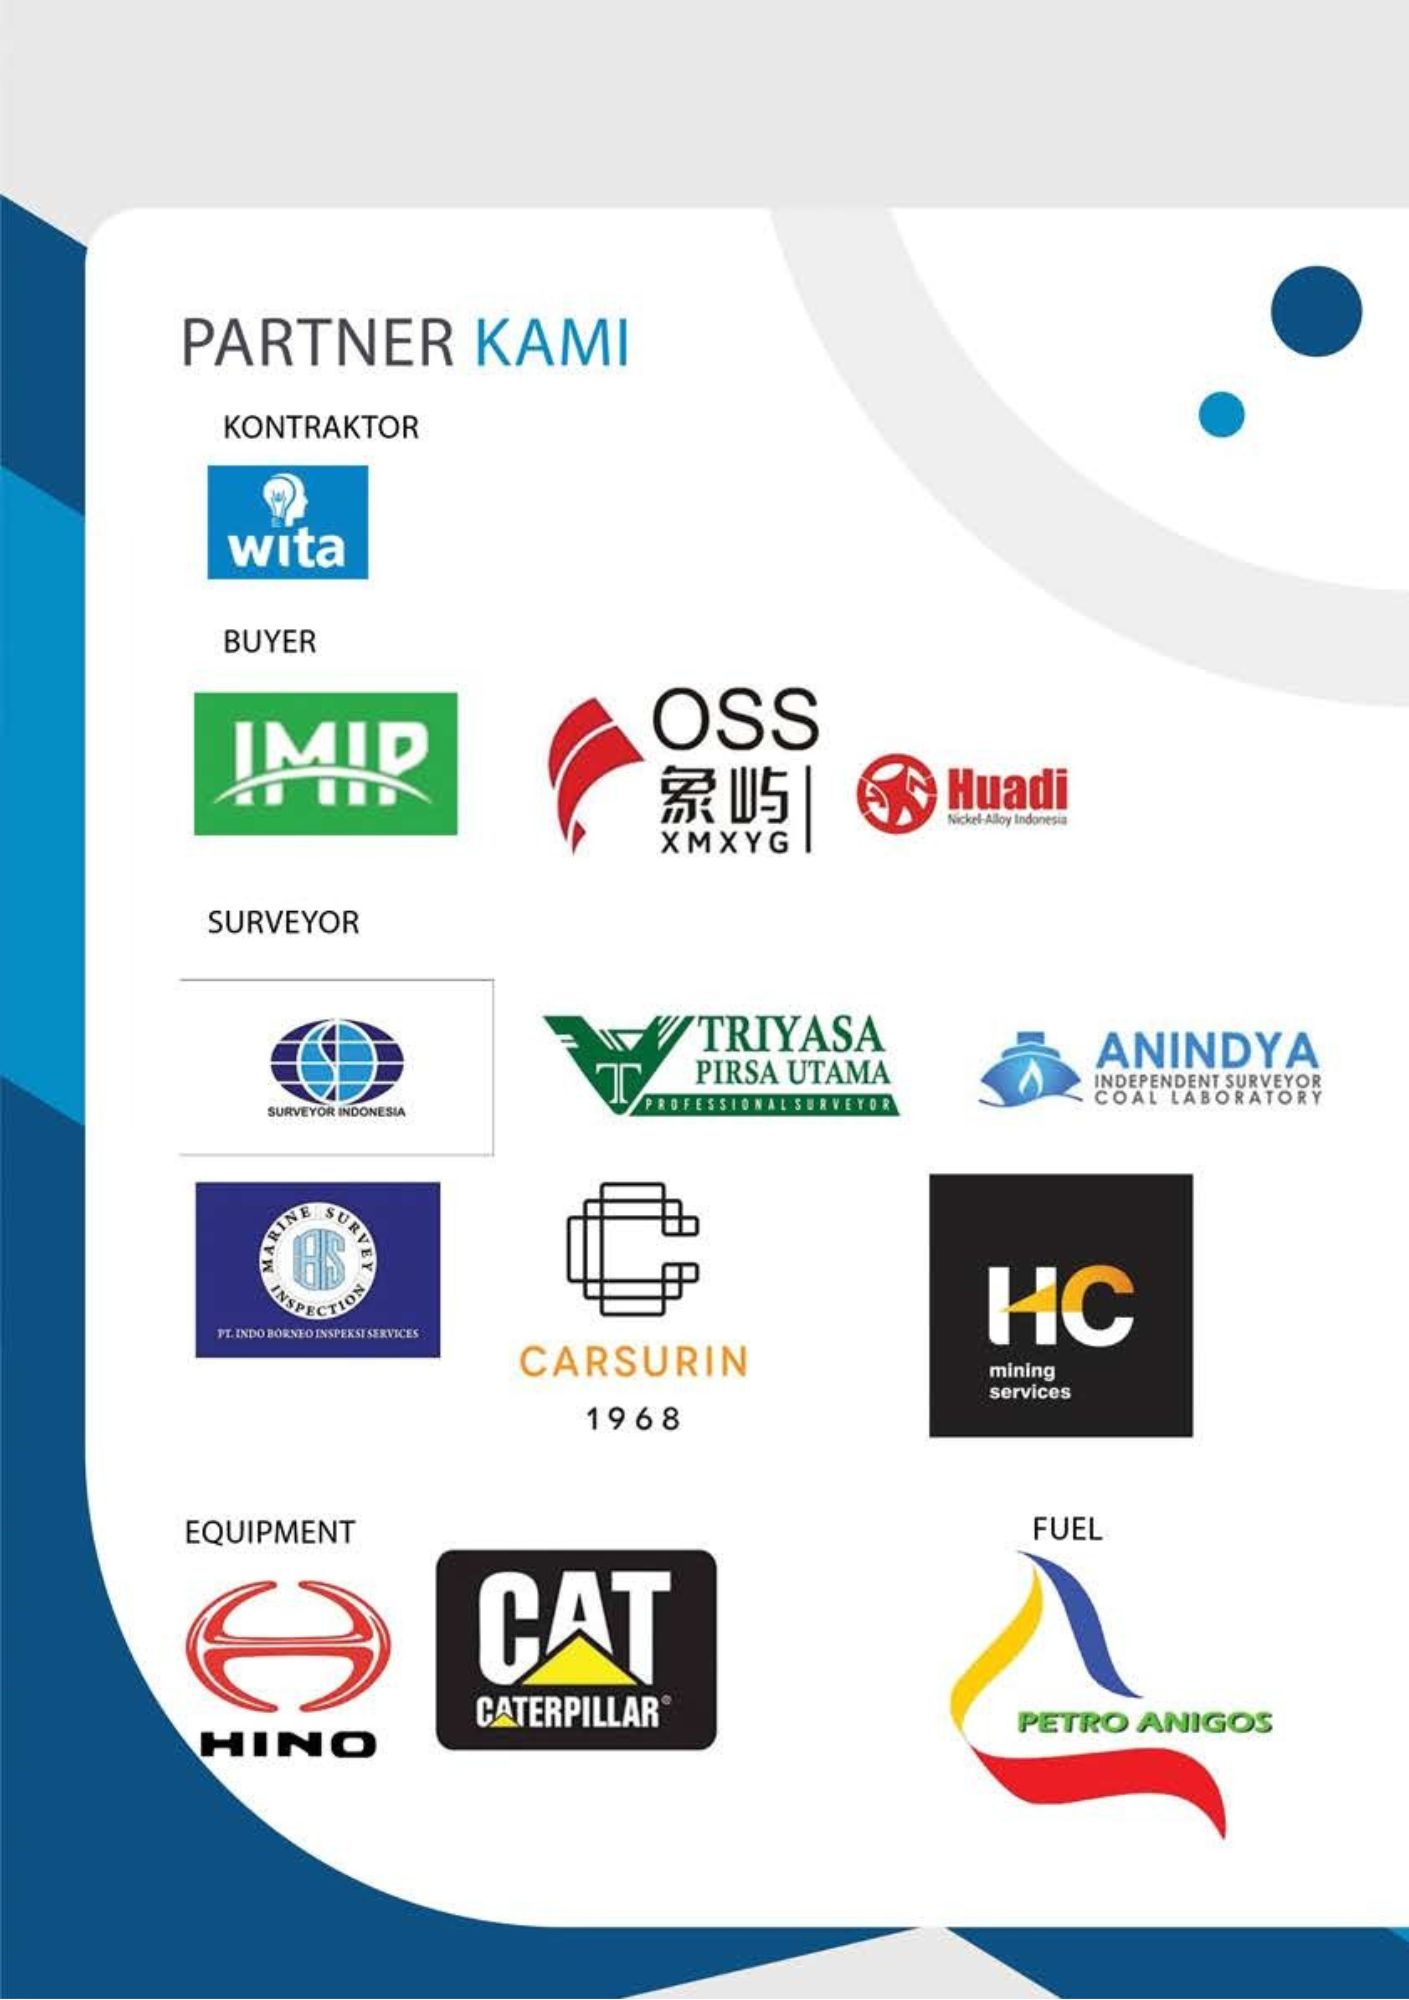 PARTNER KAMI
KONTRAKTOR
wita
BUYER
IMIP
OSS
象屿
XMXYG
Huadi
Nickel-Alloy Indonesia
SURVEYOR
SURVEYOR INDONESIA
TRIYASA
PIRSA UTAMA
PROFESSIONAL SURVEYOR
T
ANINDYA
INDEPENDENT SURVEYOR
COAL LABORATORY
MARINE SURVEY
IBIS
INSPECTION
PT. INDO BORNEO INSPEKSI SERVICES
CARSURIN
1968
HC
mining
services
EQUIPMENT
HINO
CAT
CATERPILLAR®
FUEL
PETRO ANIGOS